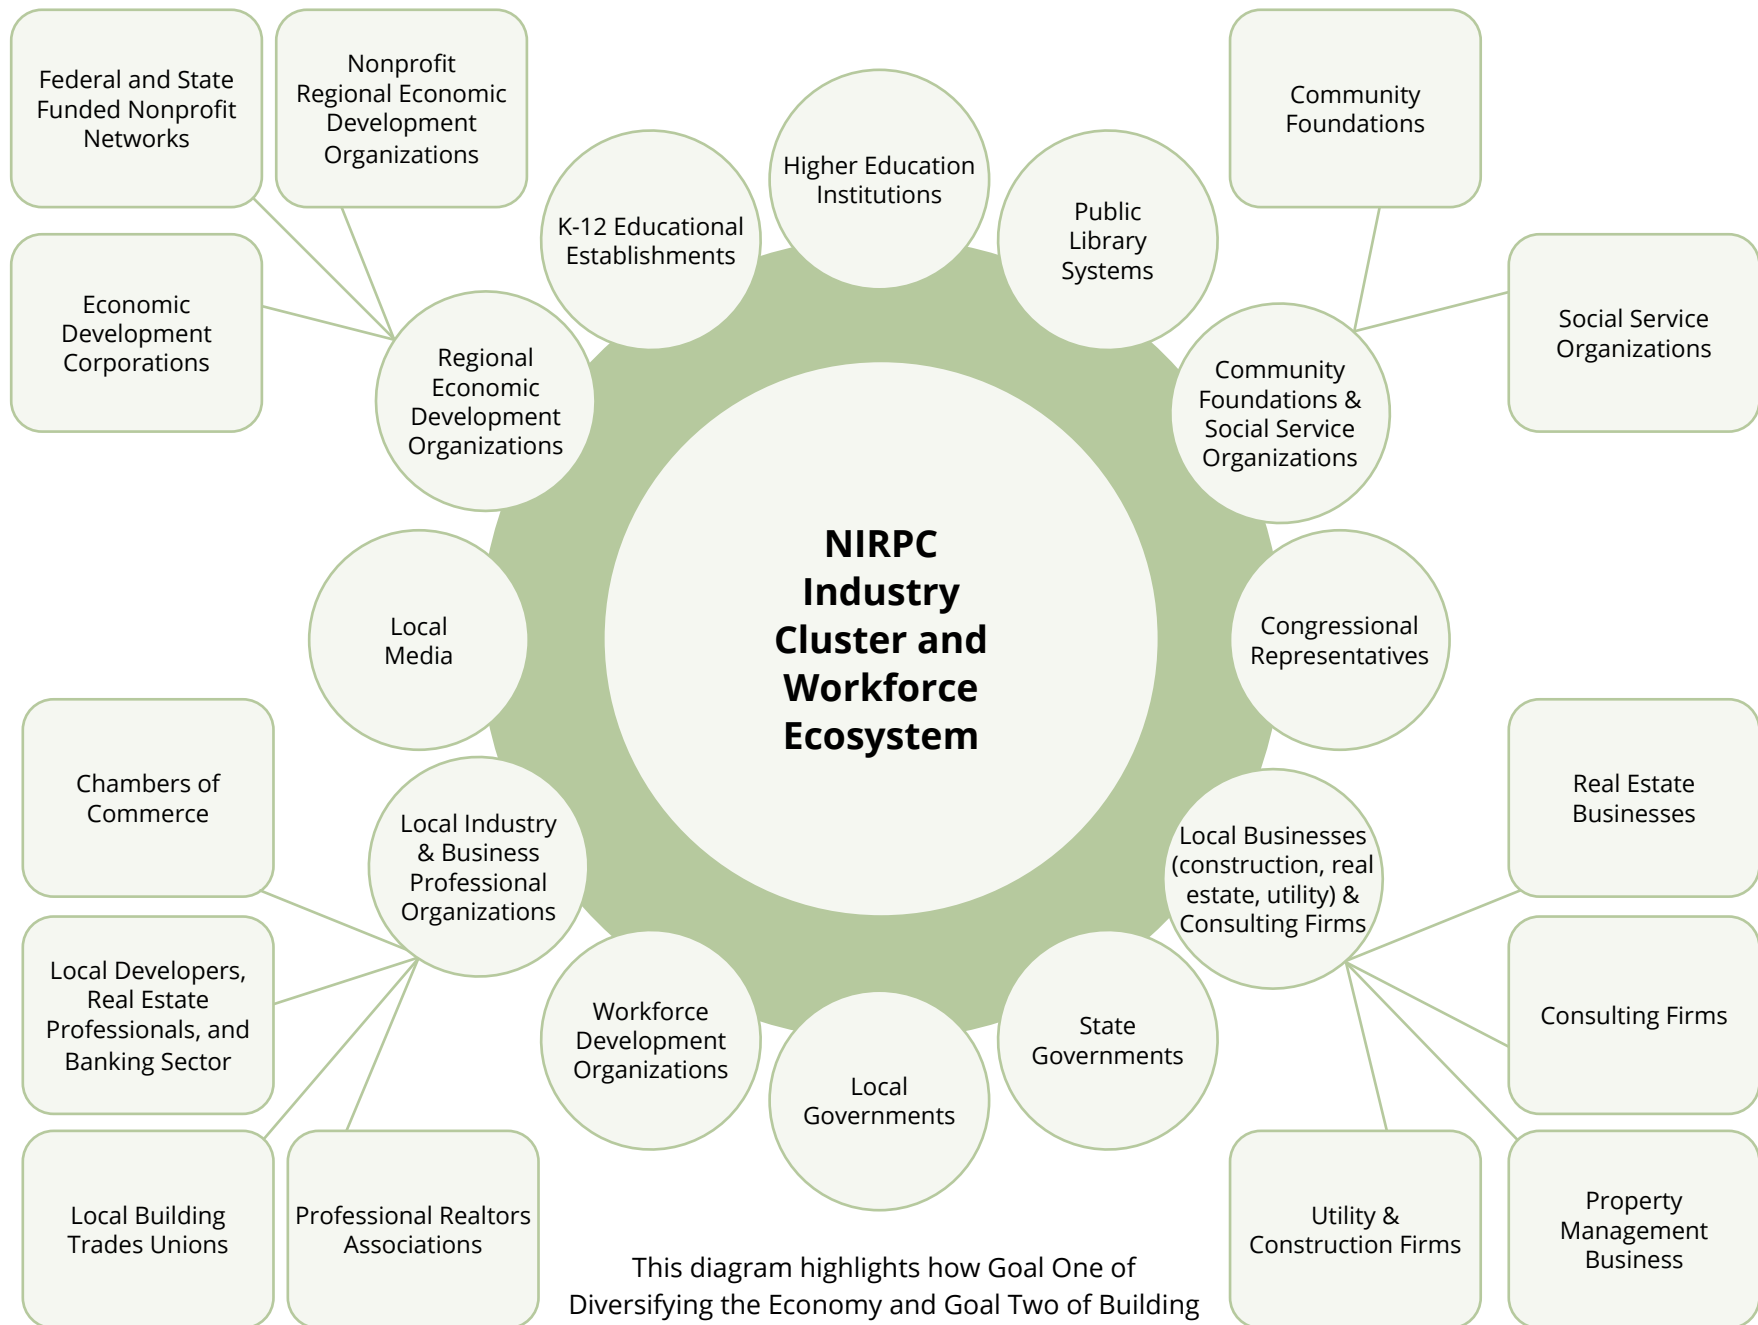 Federal and State
Funded Nonprofit
Networks
Nonprofit
Regional Economic
Development
Organizations
Economic
Development
Corporations
Higher Education
Institutions
K-12 Educational
Establishments
Public
Library
Systems
Community
Foundations
Social Service
Organizations
Regional
Economic
Development
Organizations
Community
Foundations &
Social Service
Organizations
NIRPC
Industry
Cluster and
Workforce
Ecosystem
Local
Media
Congressional
Representatives
Chambers of
Commerce
Local Industry
& Business
Professional
Organizations
Local Businesses
(construction, real
estate, utility) &
Consulting Firms
Real Estate
Businesses
Local Developers,
Real Estate
Professionals, and
Banking Sector
Workforce
Development
Organizations
Local
Governments
State
Governments
Consulting Firms
Local Building
Trades Unions
Professional Realtors
Associations
Utility &
Construction Firms
Property
Management
Business
This diagram highlights how Goal One of
Diversifying the Economy and Goal Two of Building